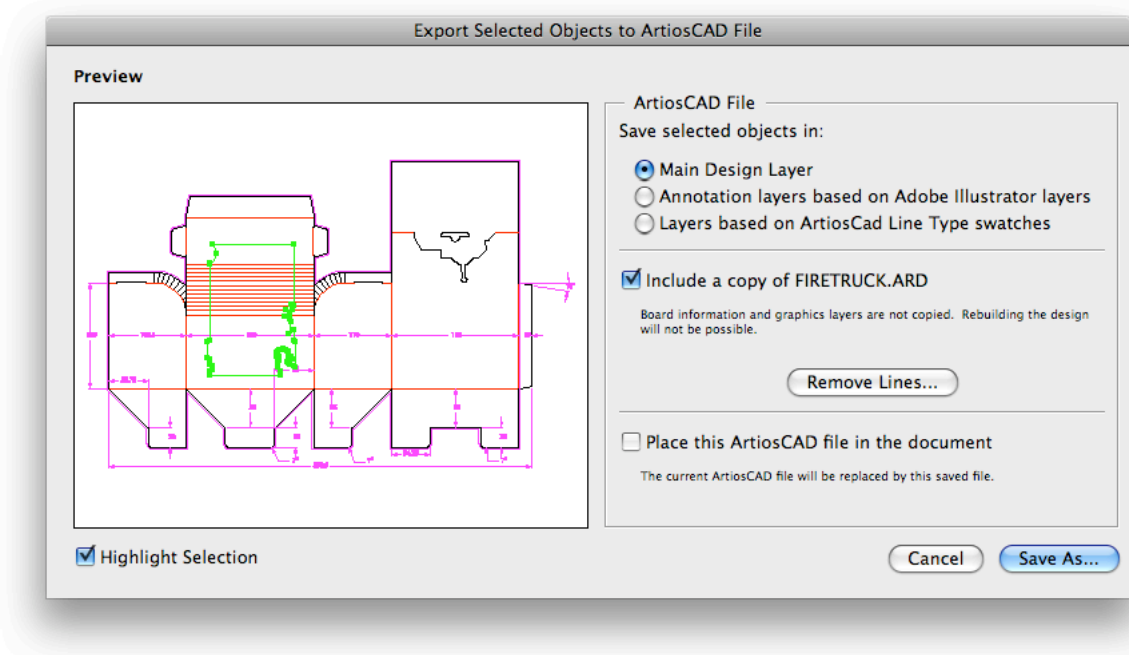 Export Selected Objects to ArtiosCAD File
Preview
ArtiosCAD File
Save selected objects in:
Main Design Layer
Annotation layers based on Adobe Illustrator layers
Layers based on ArtiosCad Line Type swatches
Include a copy of FIRETRUCK.ARD
Board information and graphics layers are not copied. Rebuilding the design
will not be possible.
Remove Lines...
Place this ArtiosCAD file in the document
The current ArtiosCAD file will be replaced by this saved file.
Highlight Selection
Cancel
Save As...